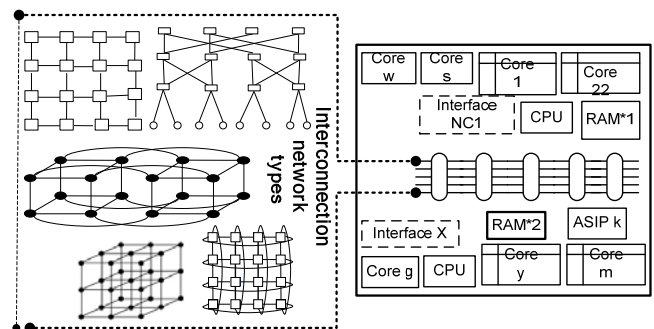 Interconnection
network
types
Core
w
Core
s
Core
1
Core
22
Interface
NC1
CPU
RAM*1
Interface X
RAM*2
ASIP k
Core g
CPU
Core
y
Core
m